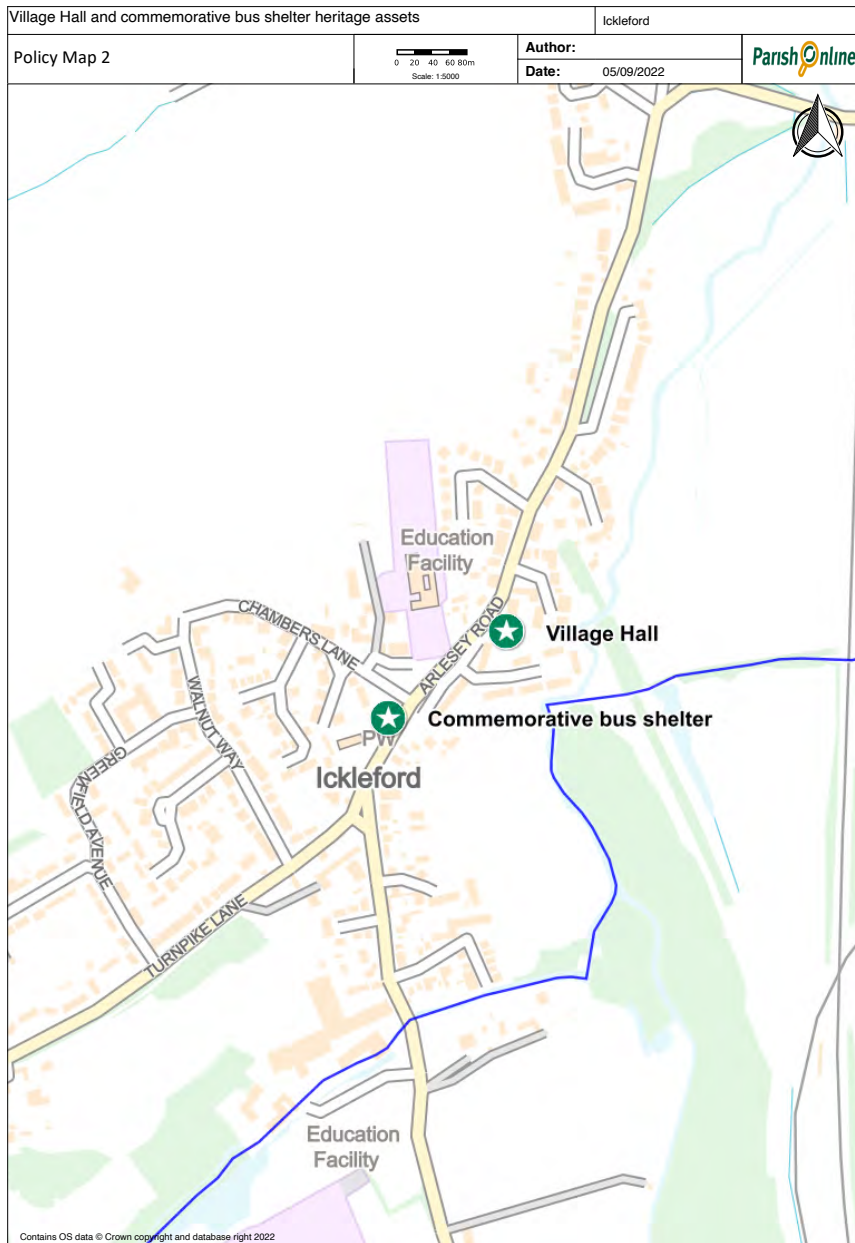 Village Hall and commemorative bus shelter heritage assets
Ickleford
Policy Map 2
0 20 40 60 80m
Scale: 1:5000
Author:
Date: 05/09/2022
Parish Online
Education
Facility
CHAMBERS LANE
ARLESEY ROAD
Village Hall
WALNUT WAY
Commemorative bus shelter
PW
Ickleford
GREENFIELD AVENUE
TURNPIKE LANE
Education
Facility
Contains OS data © Crown copyright and database right 2022